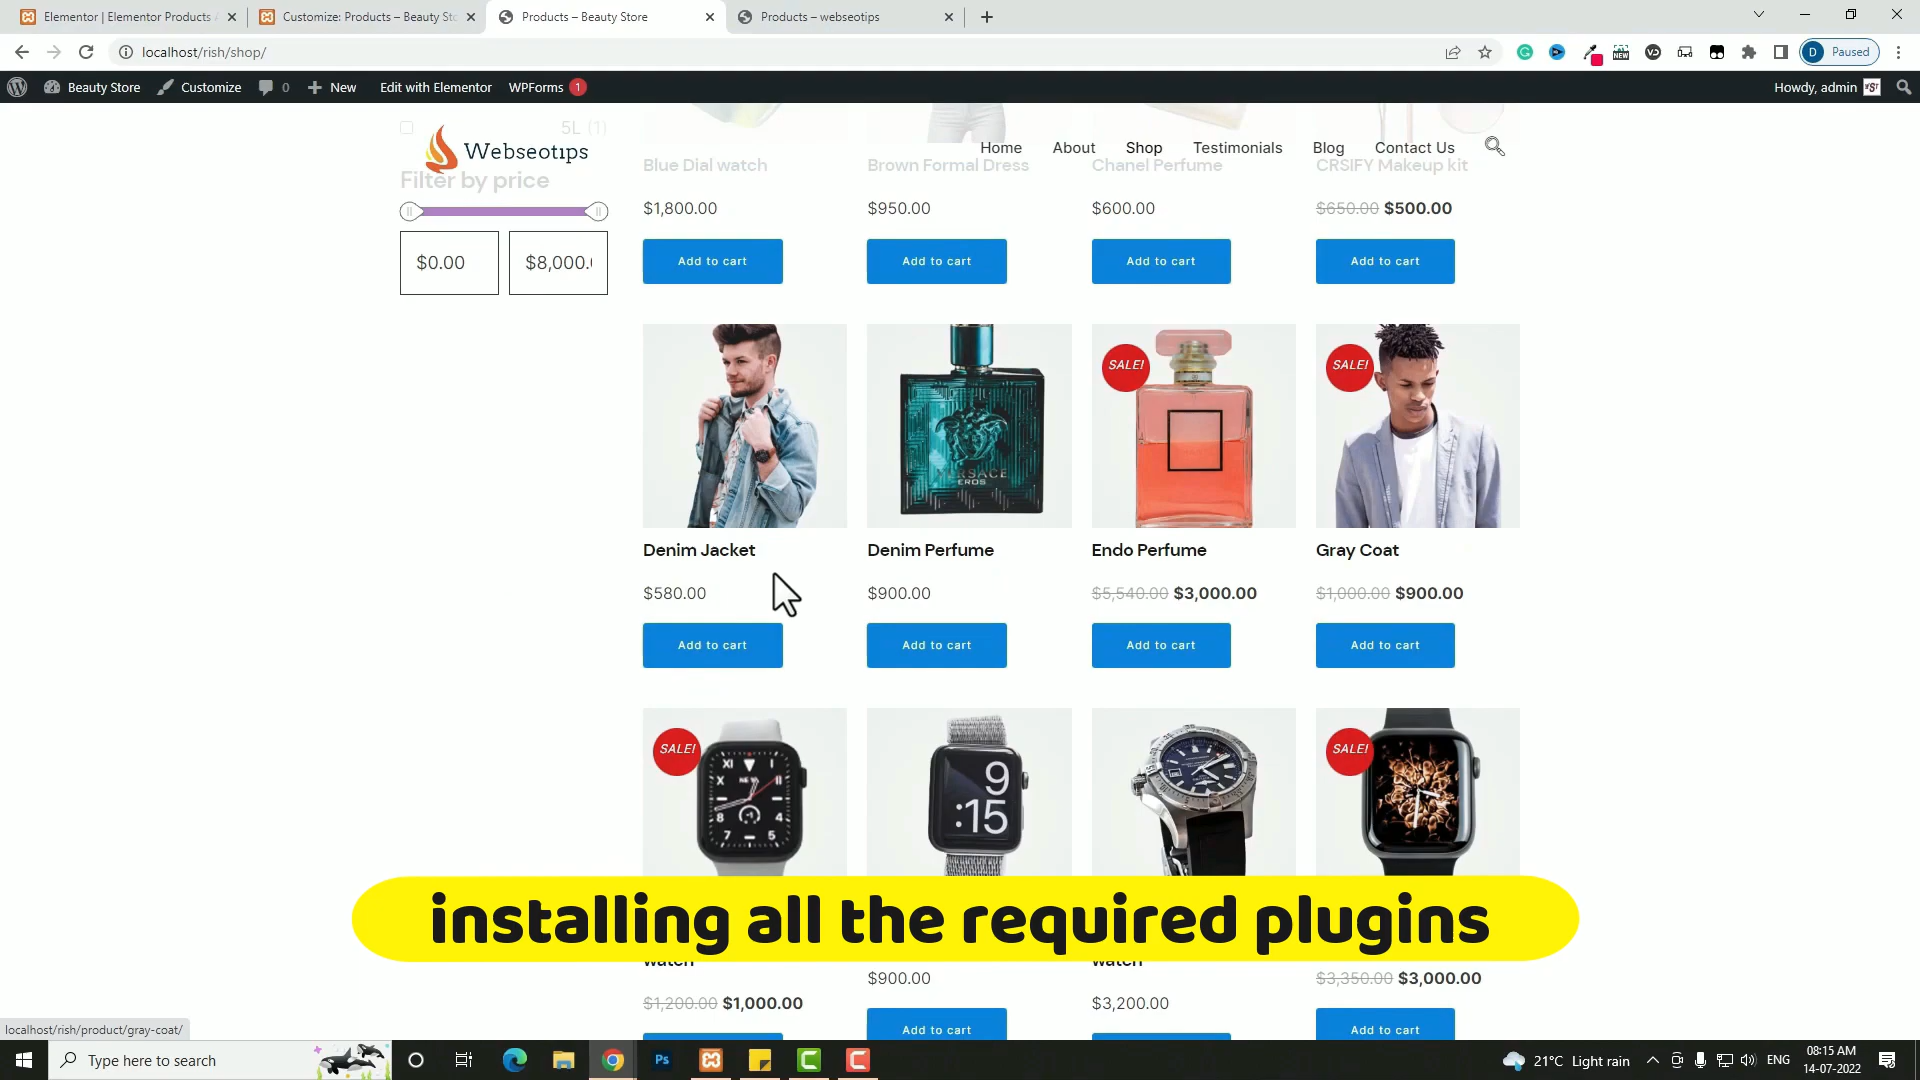 Elementor | Elementor Products
Customize: Products – Beauty Sto
Products – Beauty Store
Products – webseotips
localhost/rish/shop/
NEW
D Paused
Beauty Store
Customize
0
New
Edit with Elementor
WPForms 1
Howdy, admin
5L (1)
Webseotips
Home
About
Shop
Testimonials
Blog
Contact Us
Filter by price
Blue Dial watch
Brown Formal Dress
Chanel Perfume
CRSIFY Makeup kit
$1,800.00
$950.00
$600.00
$650.00 $500.00
$0.00
$8,000.
Add to cart
Add to cart
Add to cart
Add to cart
SALE!
SALE!
VERSACE
EROS
Denim Jacket
Denim Perfume
Endo Perfume
Gray Coat
$580.00
$900.00
$5,540.00 $3,000.00
$1,000.00 $900.00
Add to cart
Add to cart
Add to cart
Add to cart
SALE!
SALE!
9
:15
installing all the required plugins
watch
watch
$1,200.00 $1,000.00
$900.00
$3,200.00
$3,350.00 $3,000.00
Add to cart
Add to cart
localhost/rish/product/gray-coat/
Type here to search
Ps
21°C Light rain
ENG
08:15 AM
14-07-2022